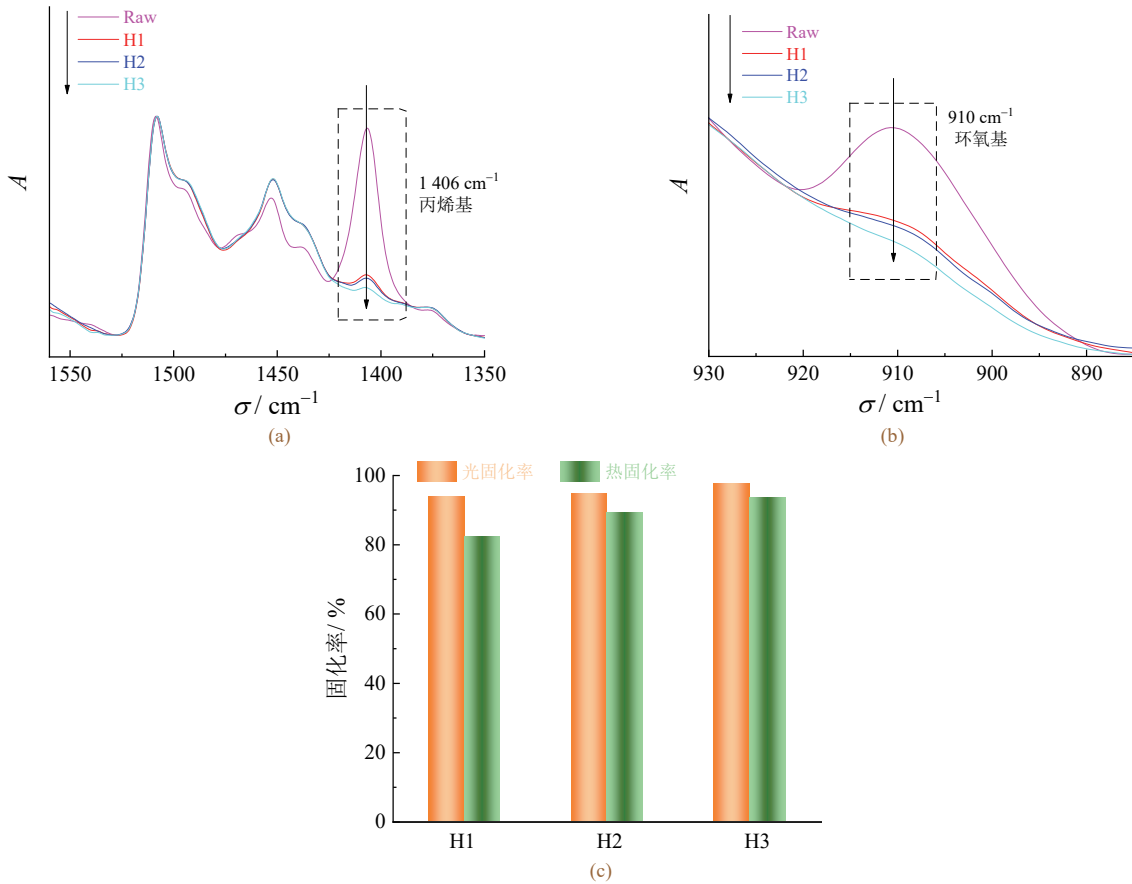 Raw
H1
H2
H3
A
1 406 cm⁻¹
丙烯基
1550 1500 1450 1400 1350
σ / cm⁻¹
(a)
Raw
H1
H2
H3
A
910 cm⁻¹
环氧基
930 920 910 900 890
σ / cm⁻¹
(b)
光固化率 热固化率
固化率/ %
100
80
60
40
20
0
H1 H2 H3
(c)